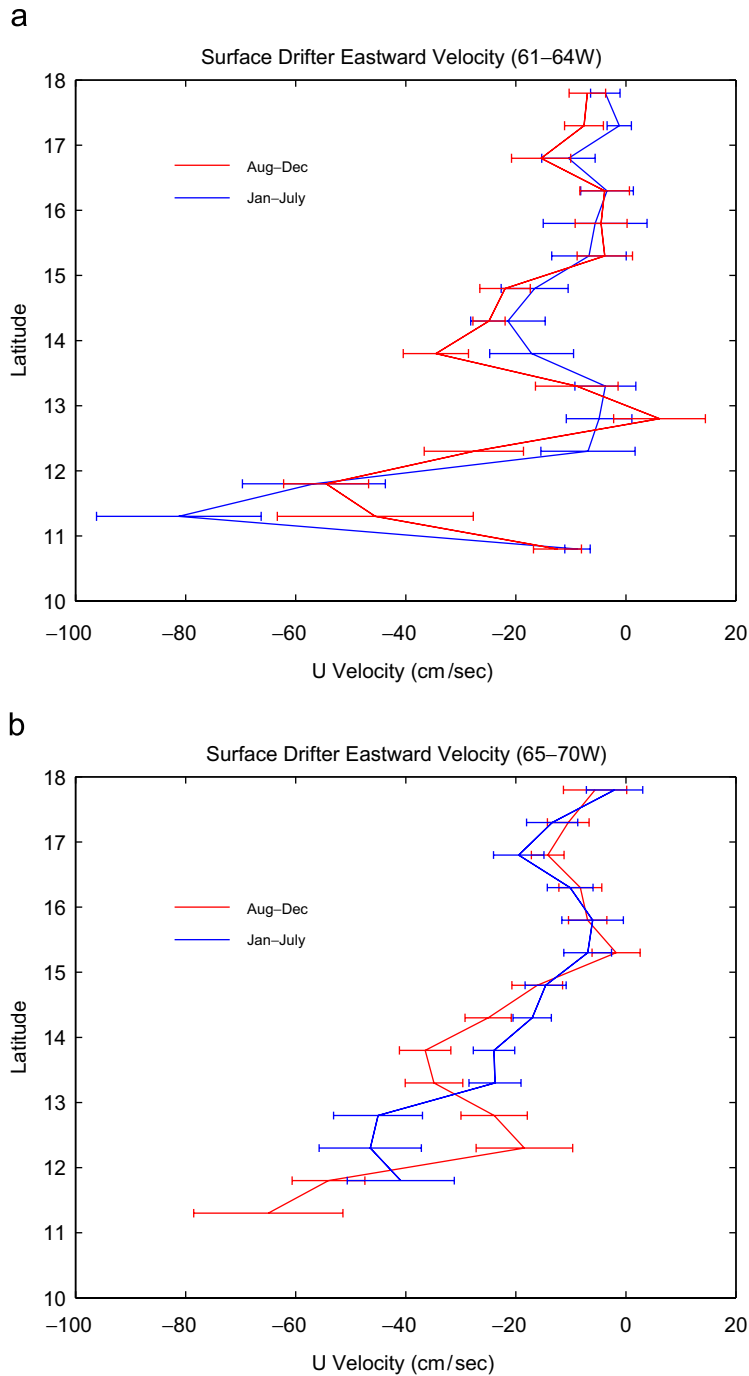 a
Surface Drifter Eastward Velocity (61–64W)
18
17
16
15
14
13
12
11
10
Latitude
Aug–Dec
Jan–July
–100 –80 –60 –40 –20 0 20
U Velocity (cm/sec)
b
Surface Drifter Eastward Velocity (65–70W)
18
17
16
15
14
13
12
11
10
Latitude
Aug–Dec
Jan–July
–100 –80 –60 –40 –20 0 20
U Velocity (cm/sec)